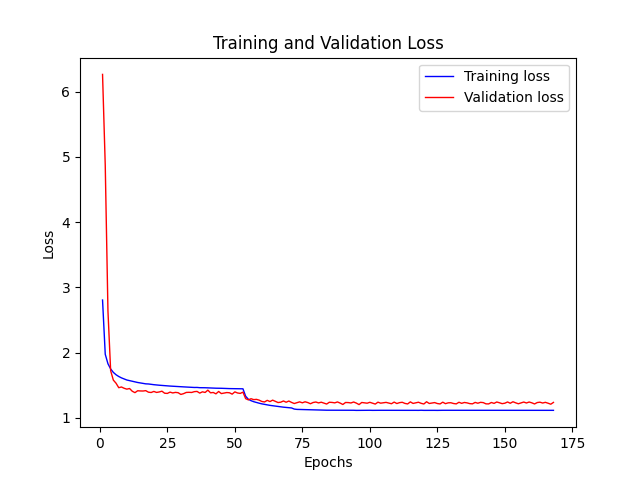 Training and Validation Loss
Training loss
Validation loss
6
5
4
3
2
1
Loss
0 25 50 75 100 125 150 175
Epochs